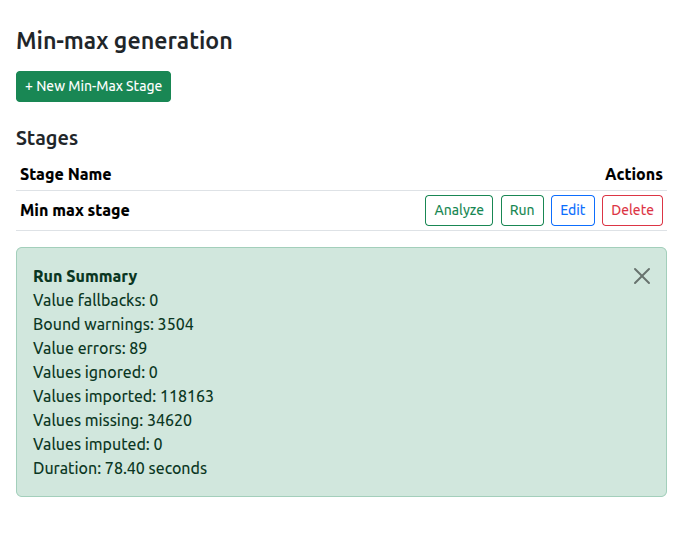 Min-max generation
+ New Min-Max Stage
Stages
Stage Name Actions
Min max stage Analyze Run Edit Delete
Run Summary
Value fallbacks: 0
Bound warnings: 3504
Value errors: 89
Values ignored: 0
Values imported: 118163
Values missing: 34620
Values imputed: 0
Duration: 78.40 seconds